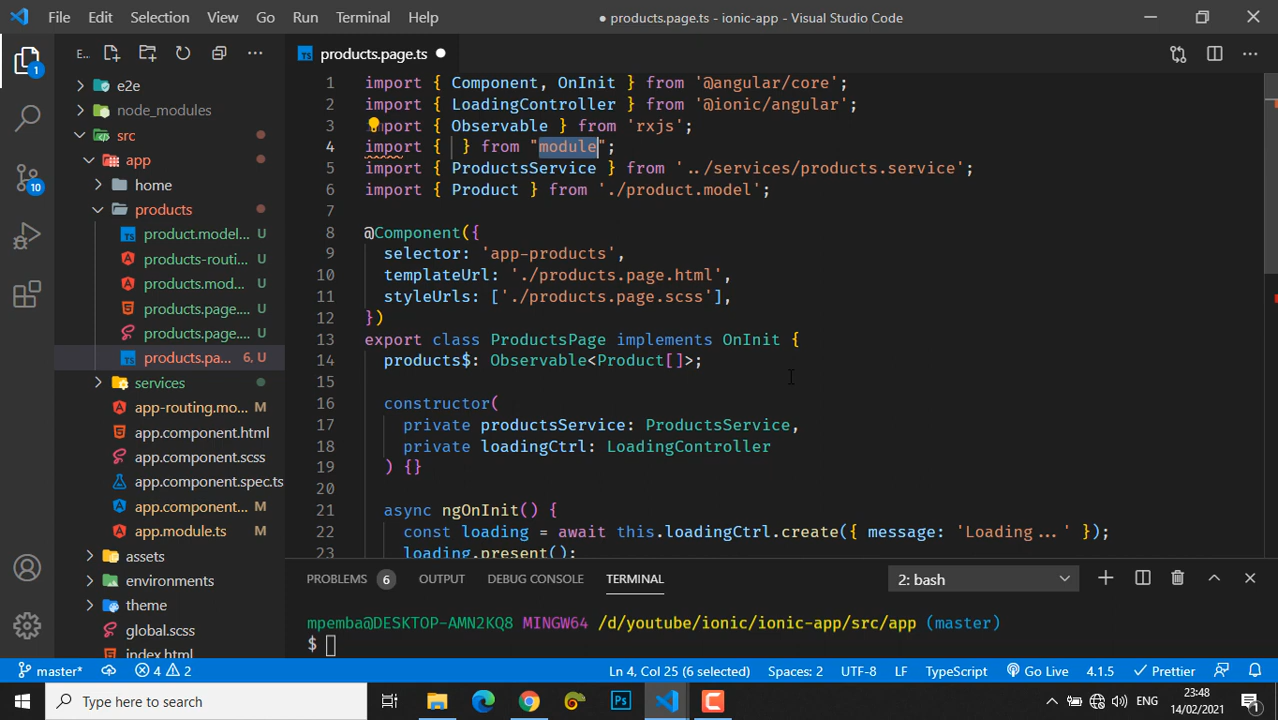 File Edit Selection View Go Run Terminal Help
● products.page.ts - ionic-app - Visual Studio Code
E...
products.page.ts
e2e
node_modules
src
app
home
products
product.model... U
products-routi... U
products.mod... U
products.page.... U
products.page.... U
products.pa... 6, U
services
app-routing.mo... M
app.component.html
app.component.scss
app.component.spec.ts
app.component... M
app.module.ts M
assets
environments
theme
global.scss
index.html
1
10
1 import { Component, OnInit } from '@angular/core';
2 import { LoadingController } from '@ionic/angular';
3 import { Observable } from 'rxjs';
4 import { } from "module";
5 import { ProductsService } from '../services/products.service';
6 import { Product } from './product.model';
7
8 @Component({
9 selector: 'app-products',
10 templateUrl: './products.page.html',
11 styleUrls: ['./products.page.scss'],
12 })
13 export class ProductsPage implements OnInit {
14 products$: Observable<Product[]>;
15
16 constructor(
17 private productsService: ProductsService,
18 private loadingCtrl: LoadingController
19 ) {}
20
21 async ngOnInit() {
22 const loading = await this.loadingCtrl.create({ message: 'Loading...' });
23 loading.present();
PROBLEMS 6 OUTPUT DEBUG CONSOLE TERMINAL 2: bash
mpemba@DESKTOP-AMN2KQ8 MINGW64 /d/youtube/ionic/ionic-app/src/app (master)
$
master* 4 2 Ln 4, Col 25 (6 selected) Spaces: 2 UTF-8 LF TypeScript Go Live 4.1.5 Prettier
Type here to search
Ps
ENG
23:48
14/02/2021
1